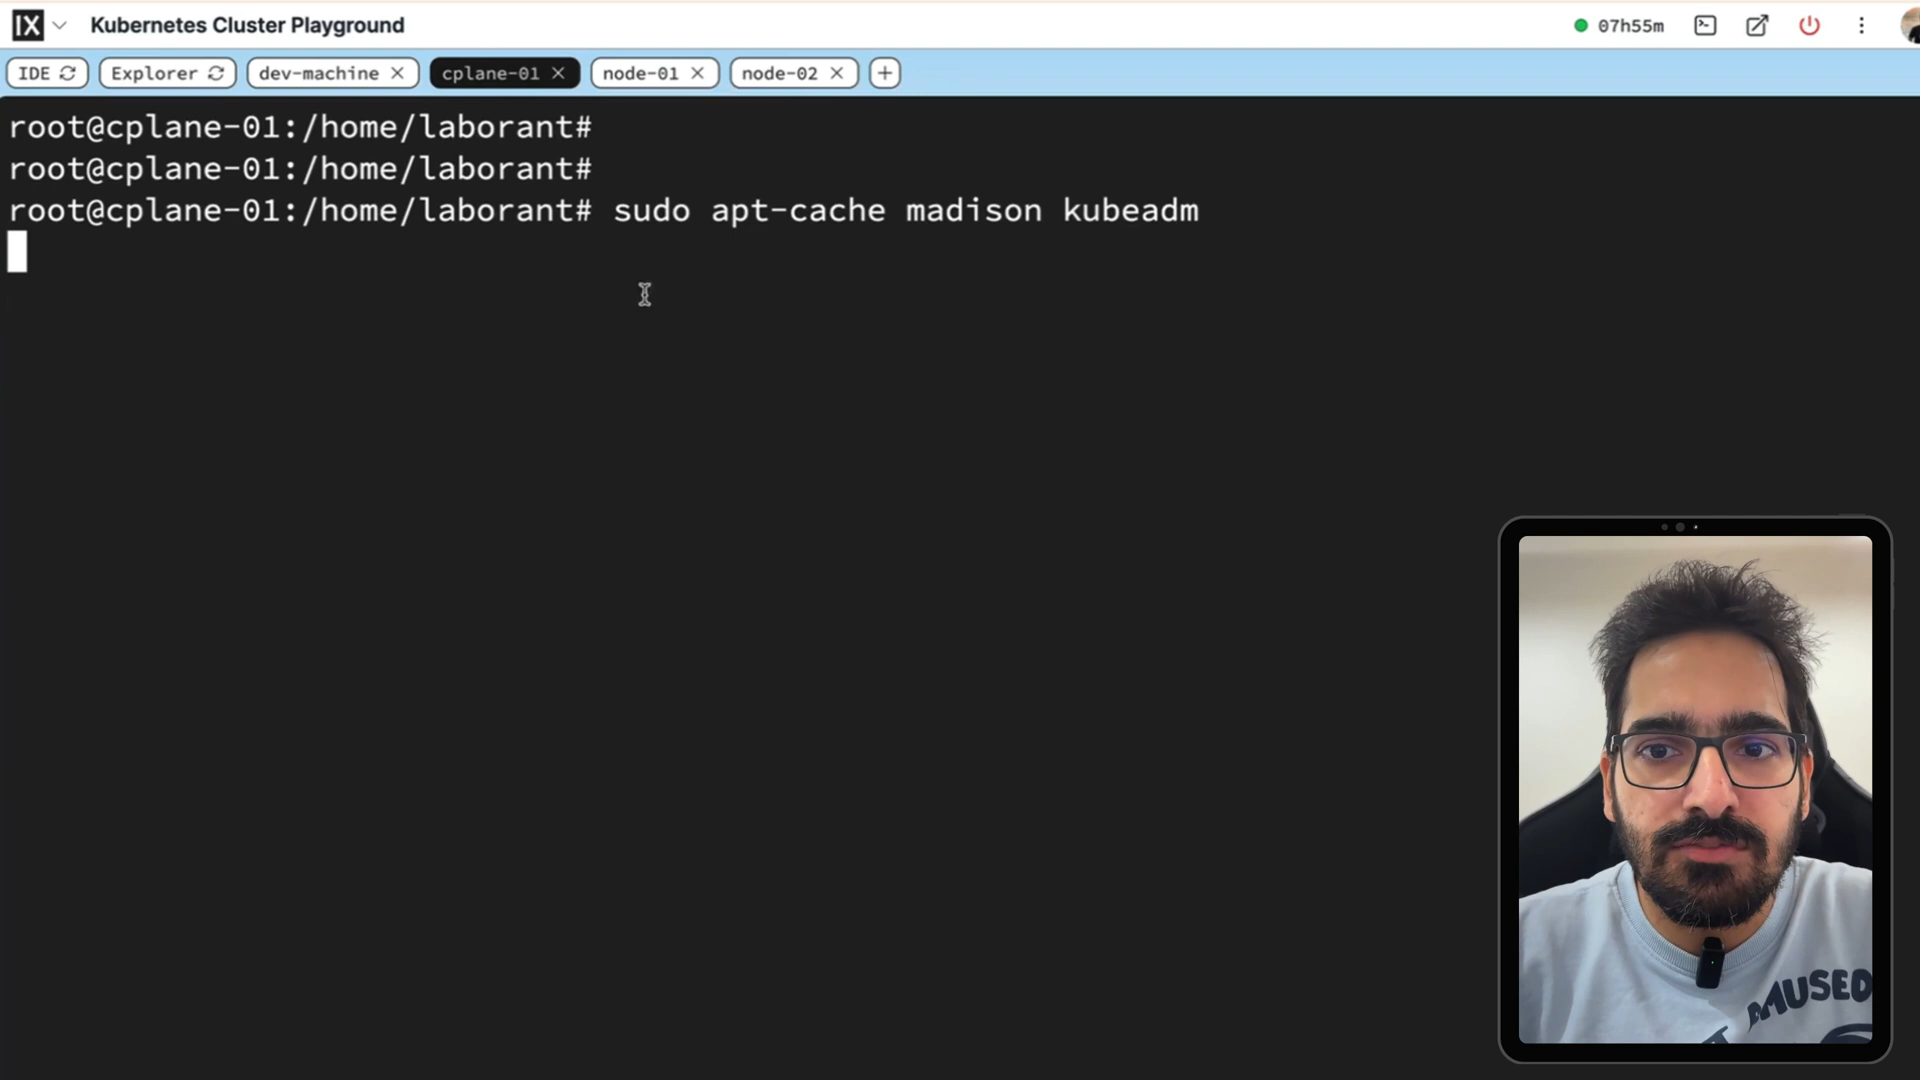 IX Kubernetes Cluster Playground 07h55m
IDE Explorer dev-machine cplane-01 node-01 node-02
root@cplane-01:/home/laborant#
root@cplane-01:/home/laborant#
root@cplane-01:/home/laborant# sudo apt-cache madison kubeadm
MUSED